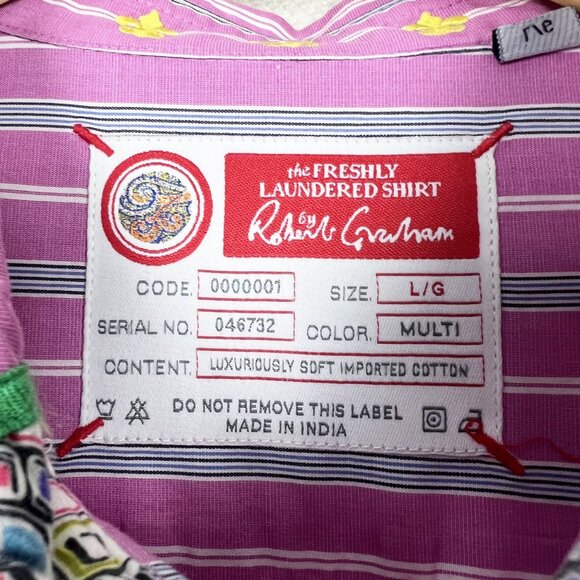 the FRESHLY
LAUNDERED SHIRT
by
Robert Graham
CODE. 0000001 SIZE. L/G
SERIAL NO. 046732 COLOR. MULTI
CONTENT. LUXURIOUSLY SOFT IMPORTED COTTON
DO NOT REMOVE THIS LABEL
MADE IN INDIA